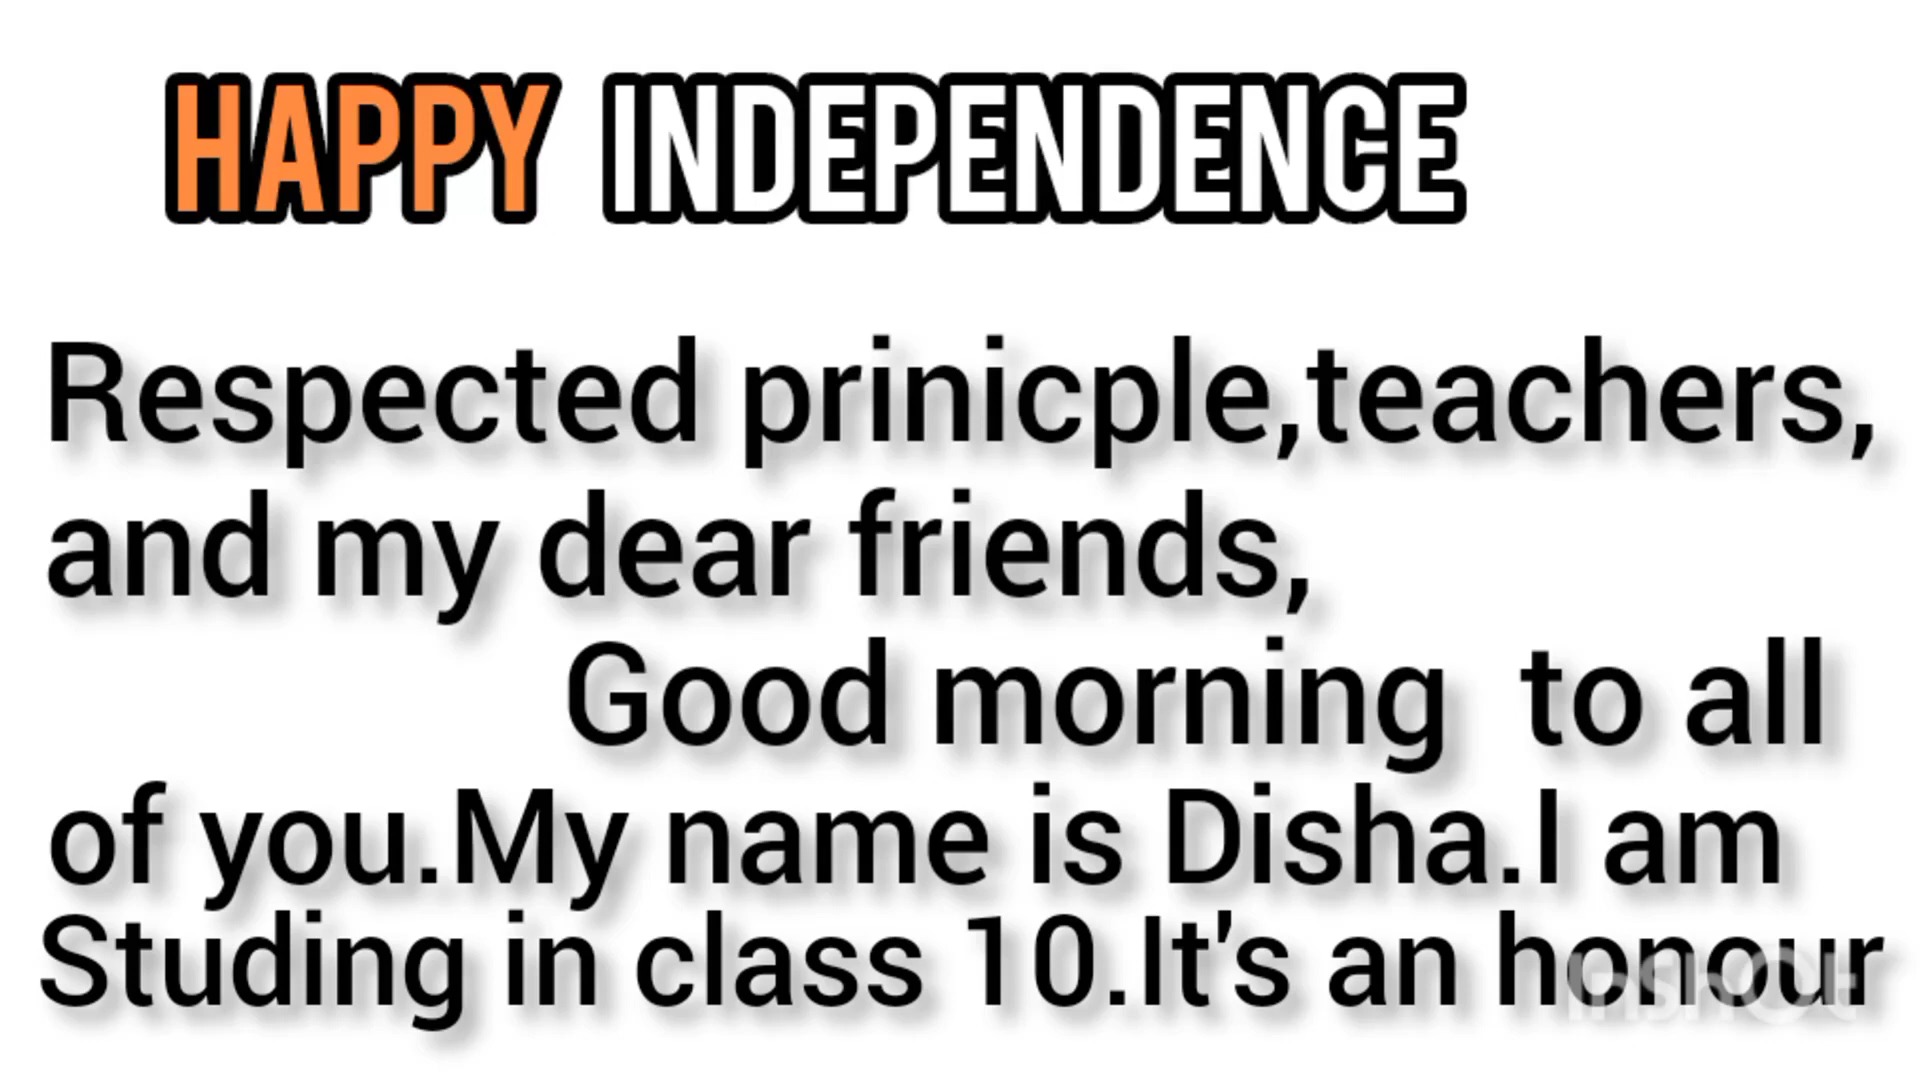 HAPPY INDEPENDENCE
Respected prinicple,teachers,
and my dear friends,
Good morning  to all
of you.My name is Disha.I am
Studing in class 10.It's an honour
InShot